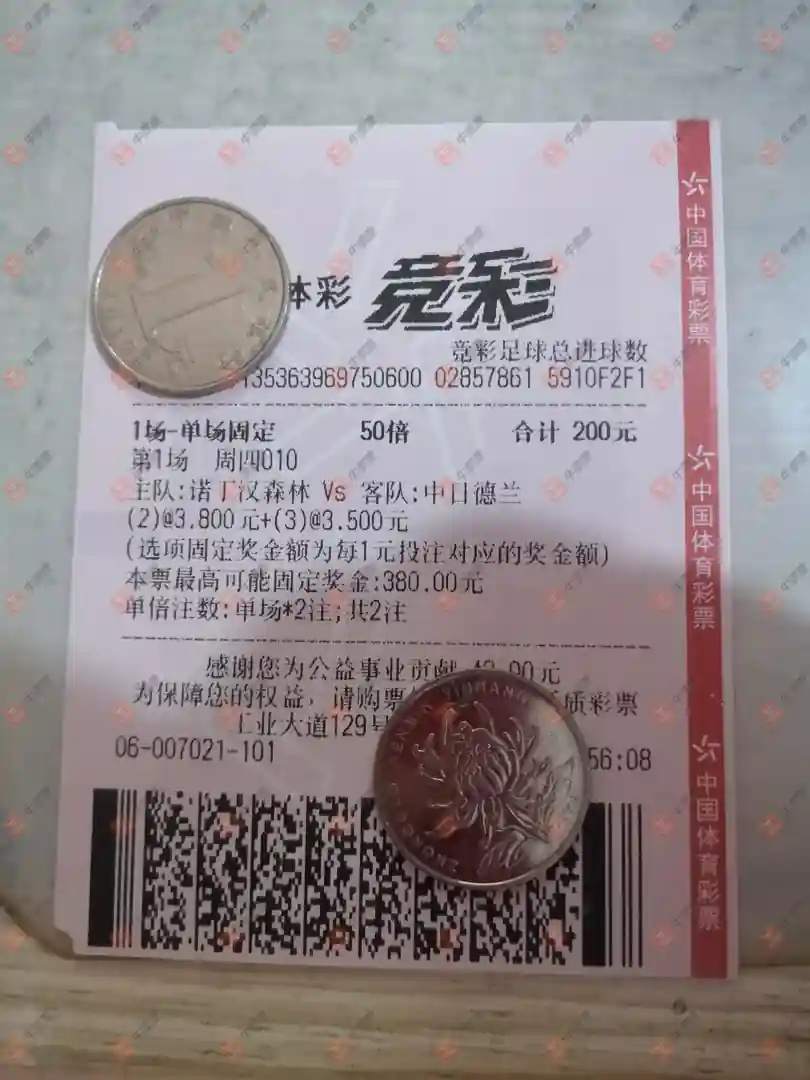 体彩 竞彩
竞彩足球总进球数
35363969750600 02857861 5910F2F1
1场-单场固定 50倍 合计 200元
第1场 周四010
主队:诺丁汉森林 Vs 客队:中日德兰
(2)@3.800元+(3)@3.500元
(选项固定奖金额为每1元投注对应的奖金额)
本票最高可能固定奖金:380.00元
单倍注数:单场*2注;共2注
感谢您为公益事业贡献 42.00元
为保障您的权益,请购票 质彩票
工业大道129号
06-007021-101 56:08
中国体育彩票
中国体育彩票
中国体育彩票